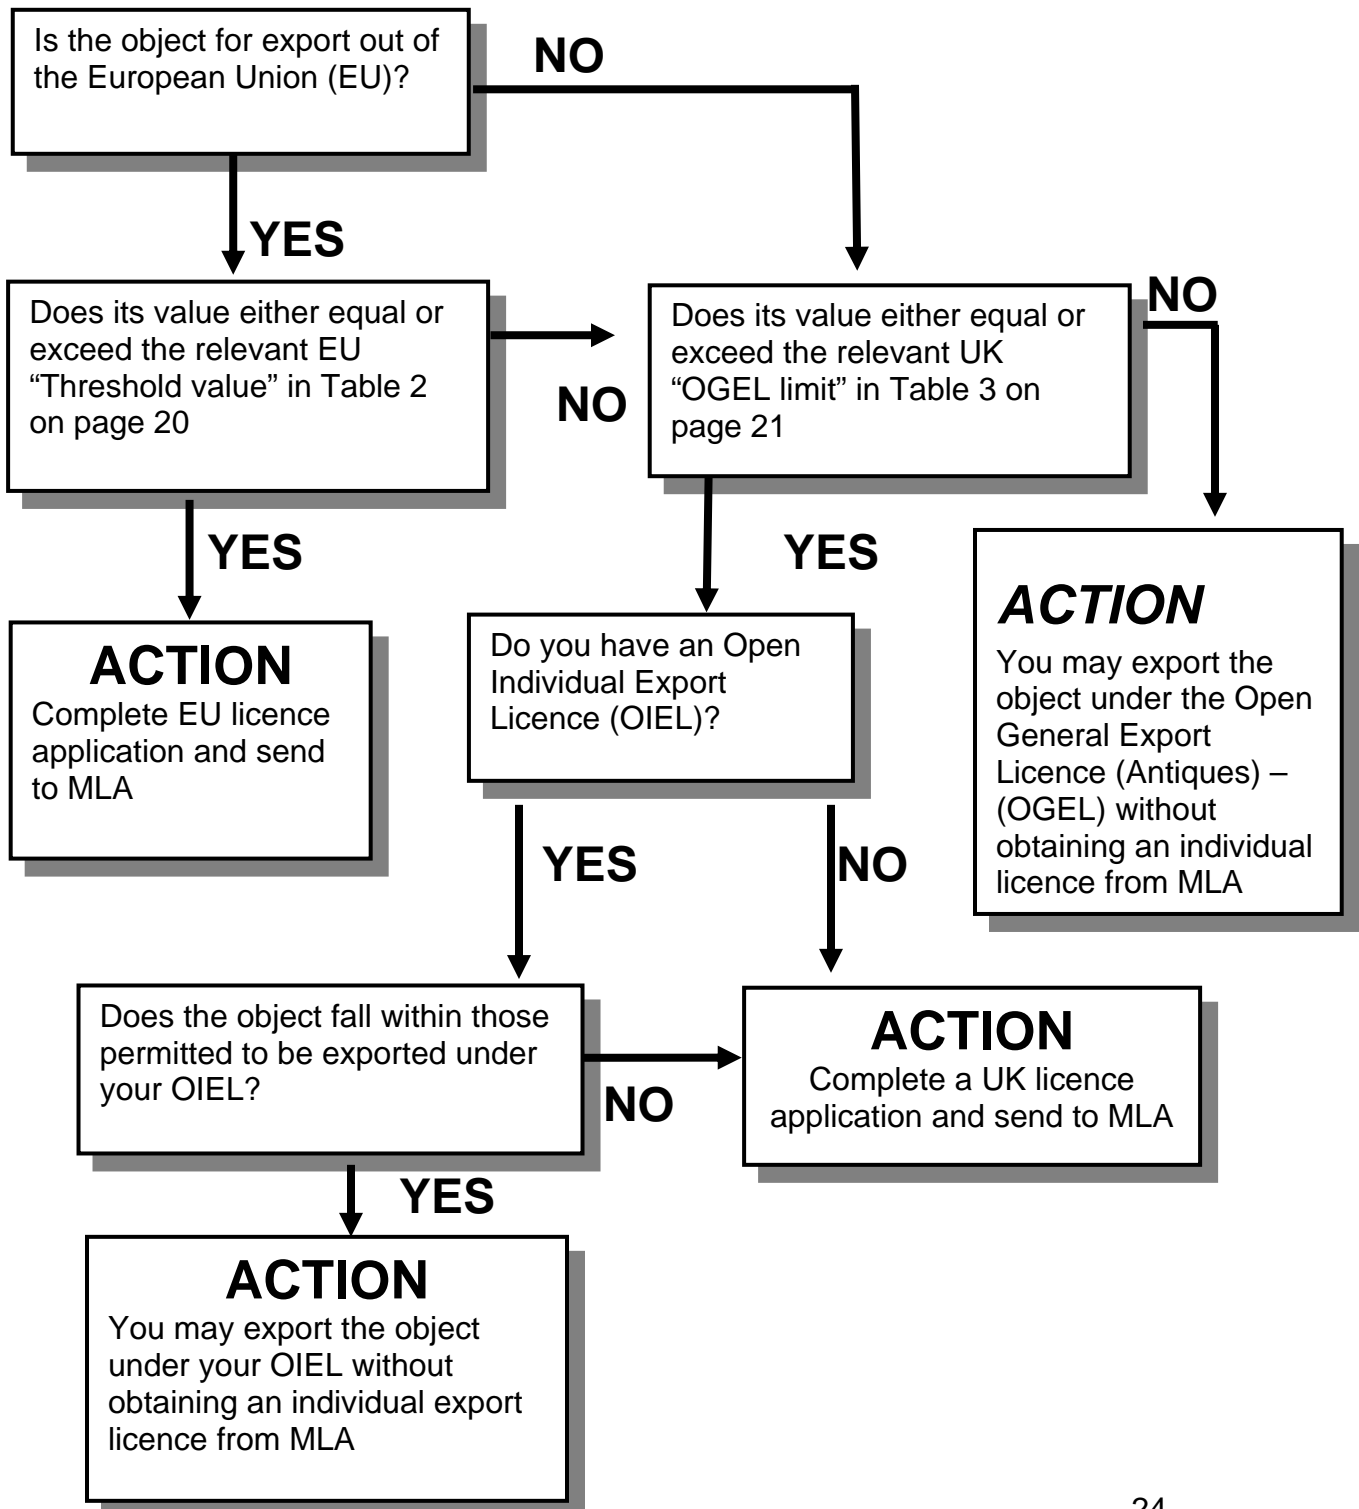 Is the object for export out of
the European Union (EU)?
NO
YES
Does its value either equal or
exceed the relevant EU
“Threshold value” in Table 2
on page 20
NO
Does its value either equal or
exceed the relevant UK
“OGEL limit” in Table 3 on
page 21
NO
YES
ACTION
Complete EU licence
application and send
to MLA
YES
Do you have an Open
Individual Export
Licence (OIEL)?
ACTION
You may export the
object under the Open
General Export
Licence (Antiques) –
(OGEL) without
obtaining an individual
licence from MLA
YES
NO
Does the object fall within those
permitted to be exported under
your OIEL?
NO
ACTION
Complete a UK licence
application and send to MLA
YES
ACTION
You may export the object
under your OIEL without
obtaining an individual export
licence from MLA
24